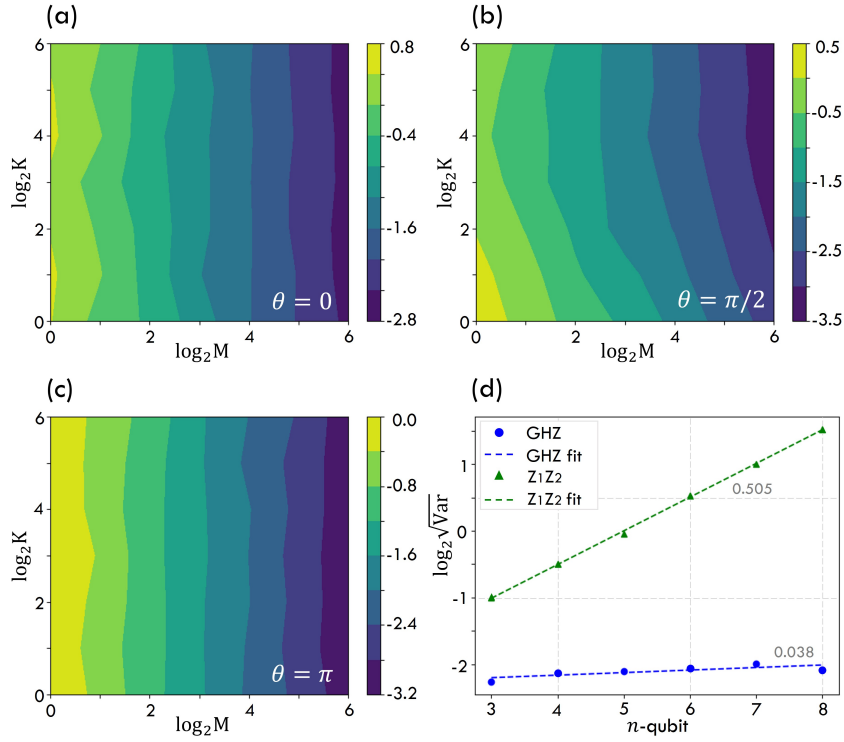 (a)
6
4
2
0
log₂K
0
2
4
6
log₂M
θ = 0
0.8
-0.4
-1.6
-2.8
(b)
6
4
2
0
log₂K
0
2
4
6
log₂M
θ = π/2
0.5
-0.5
-1.5
-2.5
-3.5
(c)
6
4
2
0
log₂K
0
2
4
6
log₂M
θ = π
0.0
-0.8
-1.6
-2.4
-3.2
(d)
GHZ
GHZ fit
Z1Z2
Z1Z2 fit
0.505
0.038
1
0
-1
-2
log₂√Var
3
4
5
6
7
8
n-qubit